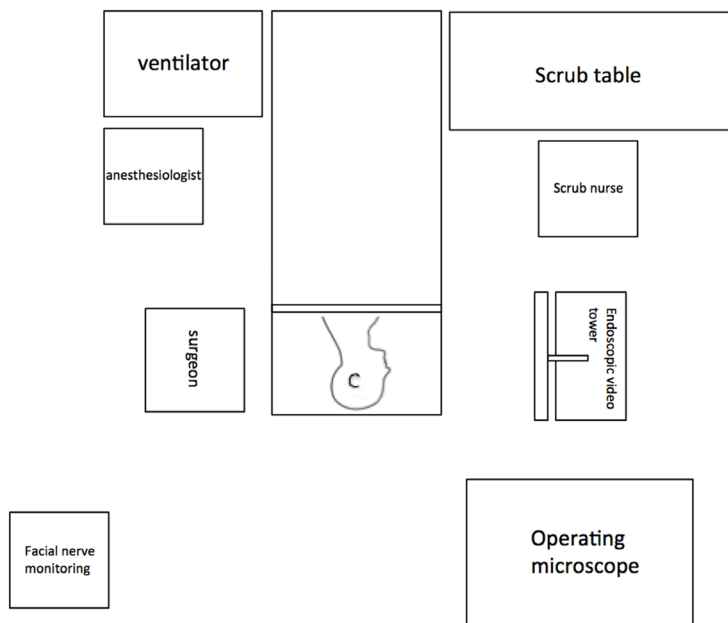 ventilator
Scrub table
anesthesiologist
Scrub nurse
surgeon
C
Endoscopic video
tower
Facial nerve
monitoring
Operating
microscope